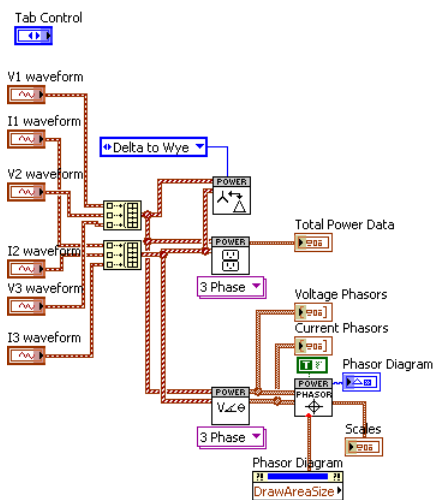 Tab Control
V1 waveform
I1 waveform
V2 waveform
I2 waveform
V3 waveform
I3 waveform
Delta to Wye
POWER
POWER
3 Phase
Total Power Data
Voltage Phasors
Current Phasors
T F
Phasor Diagram
POWER
V∠θ
3 Phase
POWER
PHASOR
Scales
Phasor Diagram
DrawAreaSize